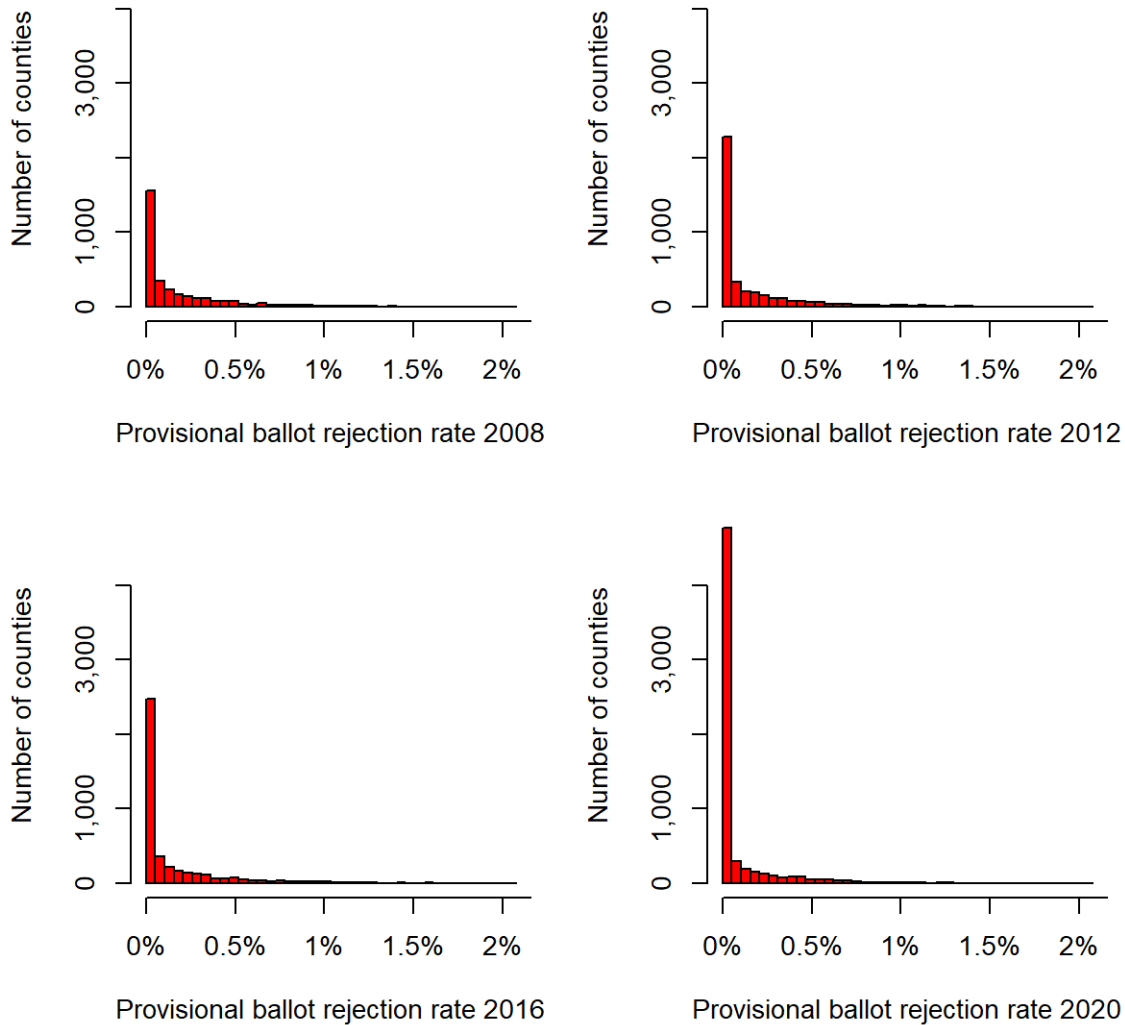 Number of counties
3,000
1,000
0
0% 0.5% 1% 1.5% 2%
Provisional ballot rejection rate 2008
Number of counties
3,000
1,000
0
0% 0.5% 1% 1.5% 2%
Provisional ballot rejection rate 2012
Number of counties
3,000
1,000
0
0% 0.5% 1% 1.5% 2%
Provisional ballot rejection rate 2016
Number of counties
3,000
1,000
0
0% 0.5% 1% 1.5% 2%
Provisional ballot rejection rate 2020